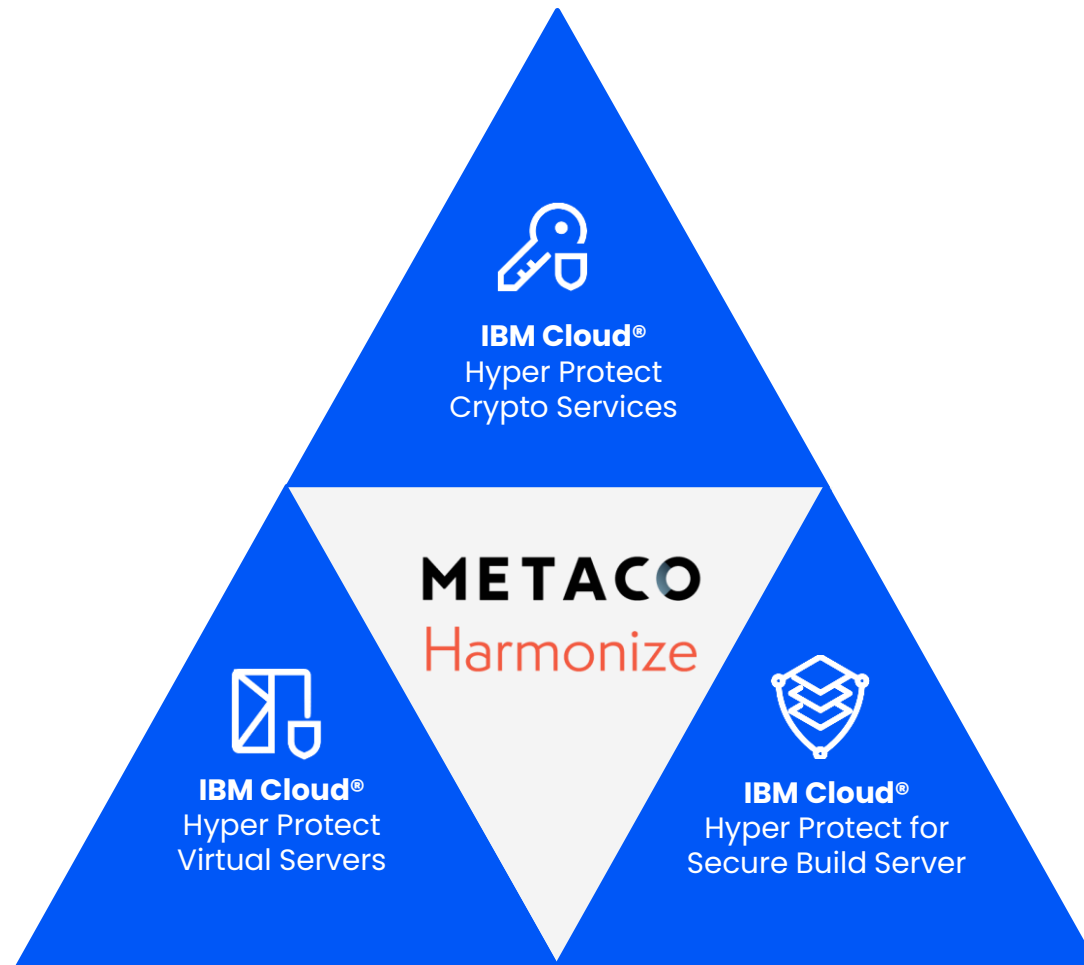 IBM Cloud®
Hyper Protect
Crypto Services
METACO
Harmonize
IBM Cloud®
Hyper Protect
Virtual Servers
IBM Cloud®
Hyper Protect for
Secure Build Server